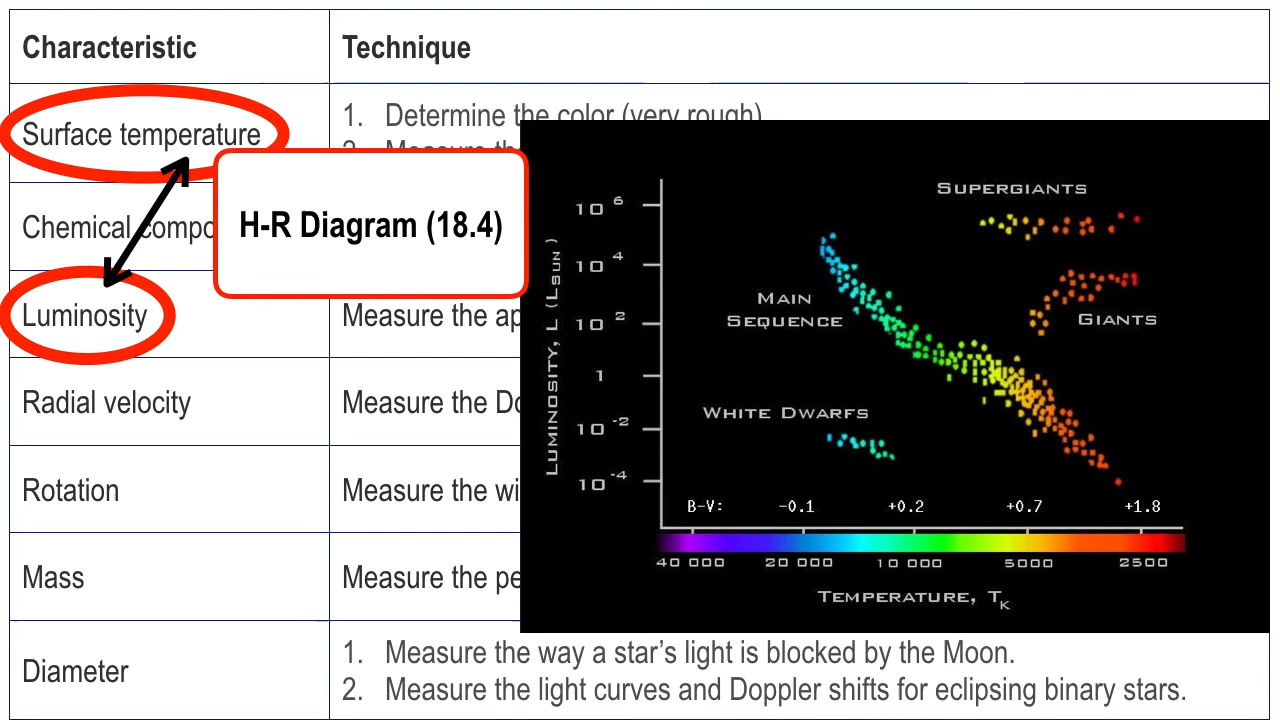 Characteristic
Technique
Surface temperature
1. Determine the color (very rough)
2. Measure the
Chemical compo
H-R Diagram (18.4)
Luminosity
Measure the ap
Radial velocity
Measure the Do
Rotation
Measure the wi
Mass
Measure the pe
Diameter
1. Measure the way a star’s light is blocked by the Moon.
2. Measure the light curves and Doppler shifts for eclipsing binary stars.
Luminosity, L (LSUN)
10 6
10 4
10 2
1
10 -2
10 -4
Supergiants
Main
Sequence
Giants
White Dwarfs
B-V: -0.1 +0.2 +0.7 +1.8
40 000 20 000 10 000 5000 2500
Temperature, TK